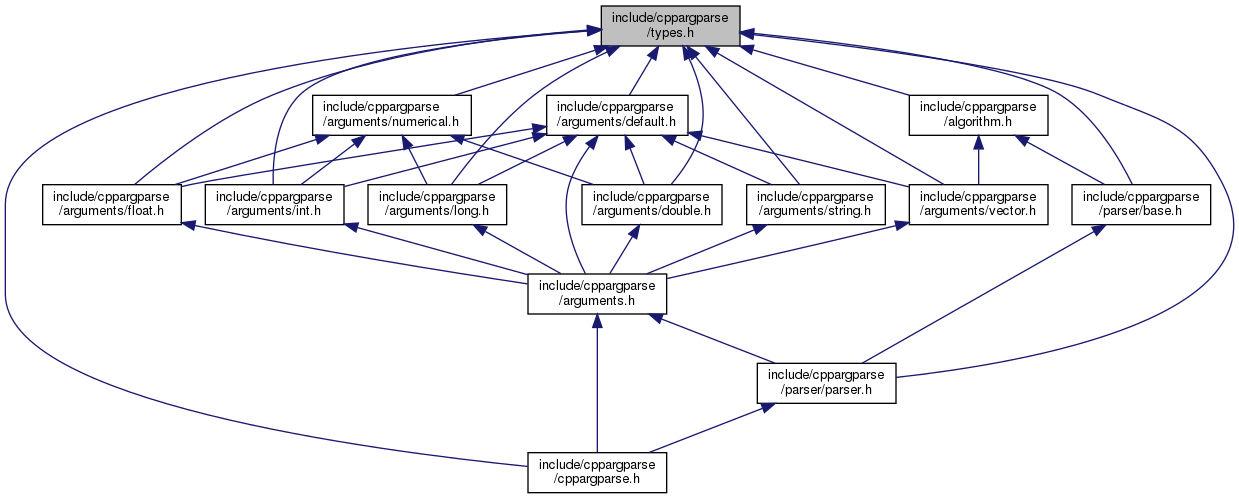 include/cppargparse
/types.h
include/cppargparse
/arguments/numerical.h
include/cppargparse
/arguments/default.h
include/cppargparse
/algorithm.h
include/cppargparse
/arguments/float.h
include/cppargparse
/arguments/int.h
include/cppargparse
/arguments/long.h
include/cppargparse
/arguments/double.h
include/cppargparse
/arguments/string.h
include/cppargparse
/arguments/vector.h
include/cppargparse
/parser/base.h
include/cppargparse
/arguments.h
include/cppargparse
/parser/parser.h
include/cppargparse
/cppargparse.h